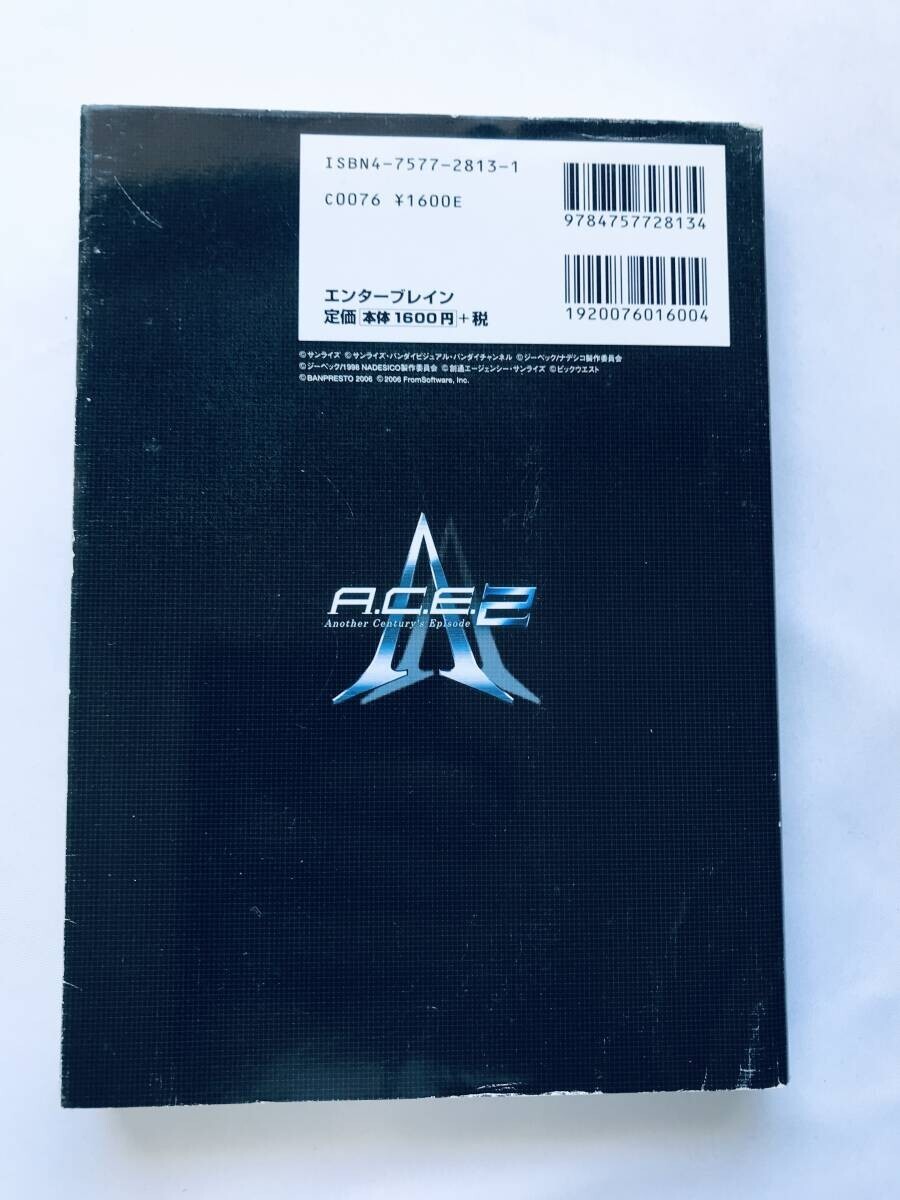 ISBN4-7577-2813-1
C0076 ¥1600E
9784757728134
エンターブレイン
定価 本体1600円 +税
1920076016004
©サンライズ ©サンライズ・バンダイビジュアル・バンダイチャンネル ©ジーベック/ナデシコ製作委員会
©ジーベック/1998 NADESICO製作委員会 ©創通エージェンシー・サンライズ ©ビックウエスト
©BANPRESTO 2006 ©2006 FromSoftware, Inc.
A.C.E.2
Another Century's Episode